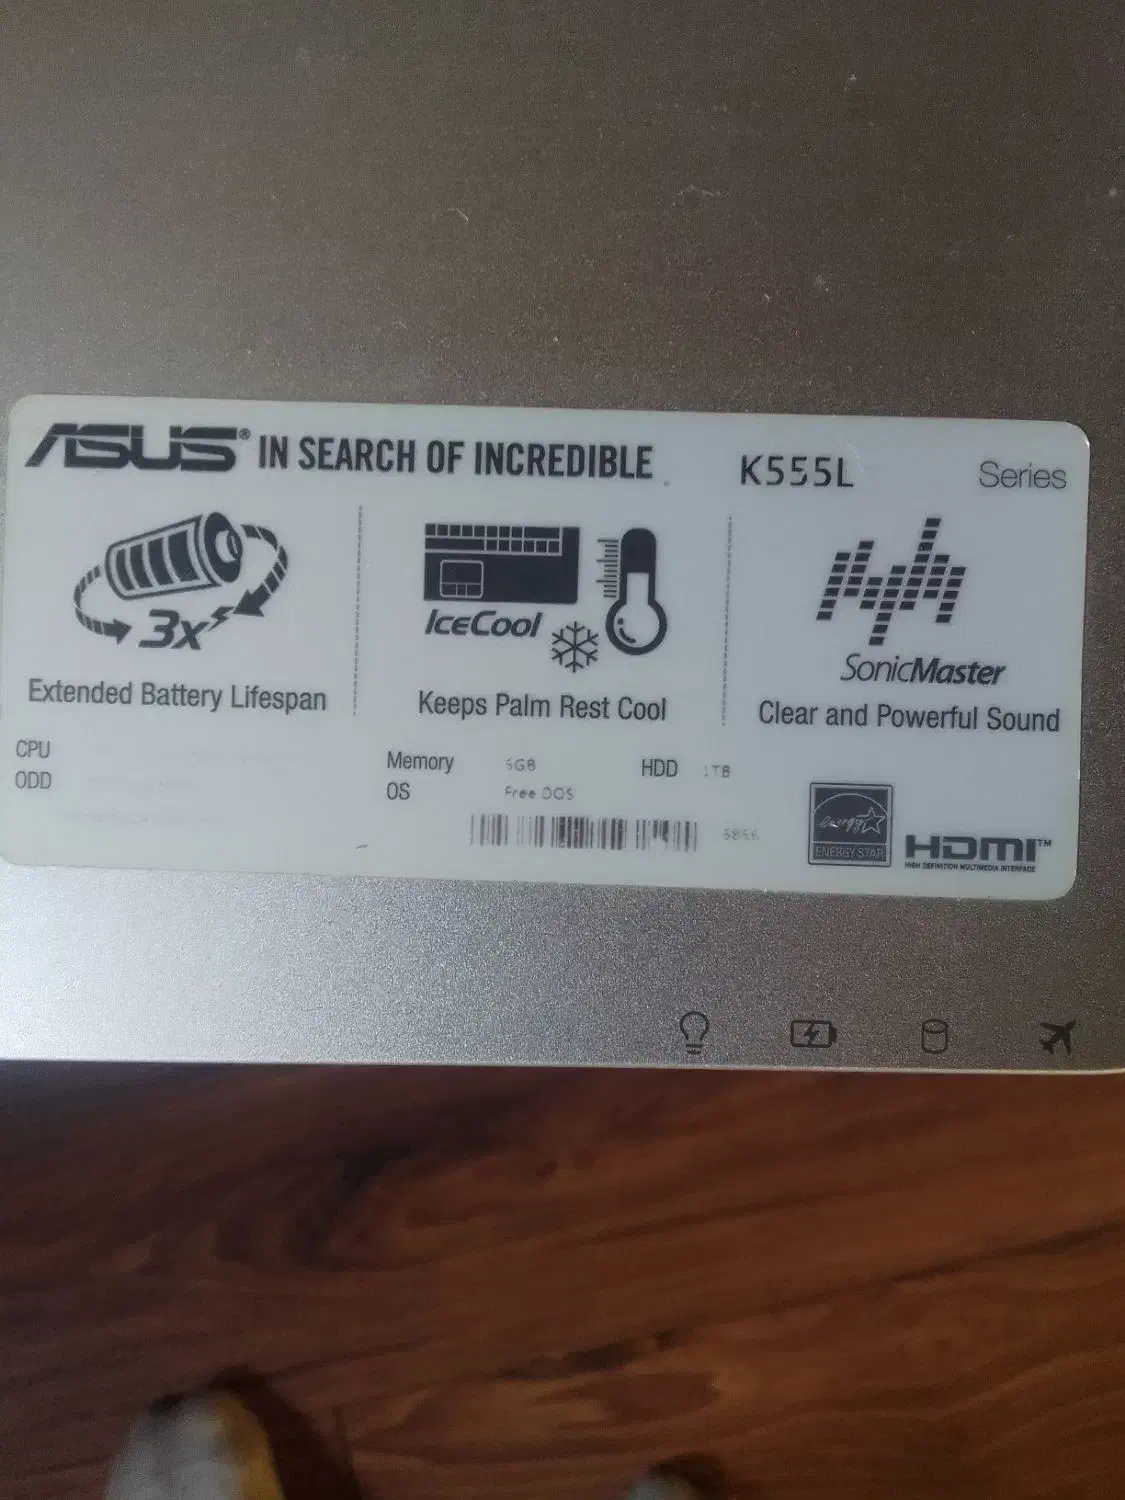 ASUS® IN SEARCH OF INCREDIBLE K555L Series
3x
IceCool
SonicMaster
Extended Battery Lifespan
Keeps Palm Rest Cool
Clear and Powerful Sound
CPU
ODD
Memory HDD 1TB
OS Free DOS
energy
ENERGY STAR
HDMI™
HIGH DEFINITION MULTIMEDIA INTERFACE